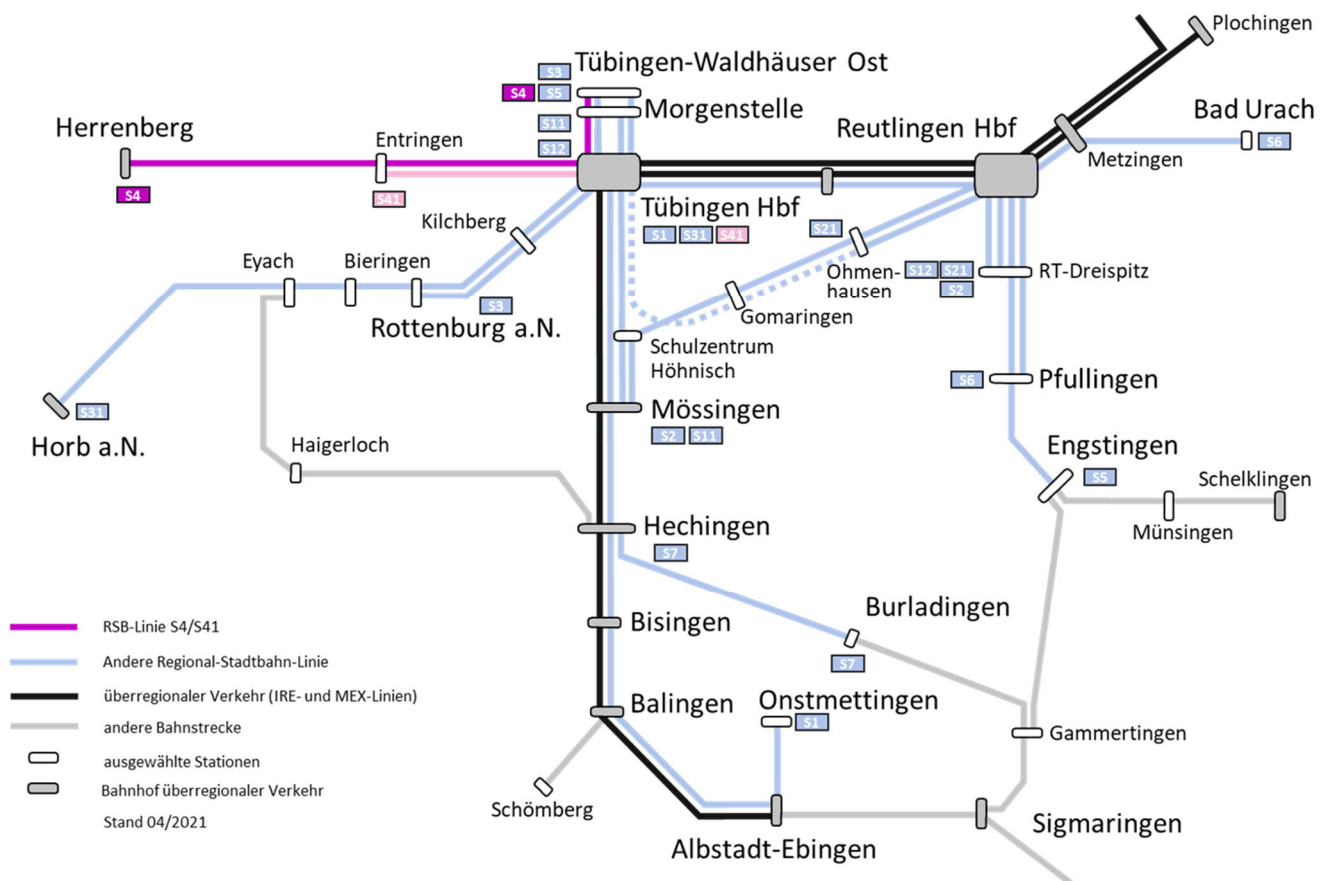 Plochingen
S3
Tübingen-Waldhäuser Ost
S4 S5
Morgenstelle
S11
S12
Herrenberg
Entringen
Reutlingen Hbf
Bad Urach
S6
Metzingen
S4
S41
Kilchberg
Tübingen Hbf
S1 S31 S41
S21
Eyach
Bieringen
Ohmen-
hausen
S12 S21
S2
RT-Dreispitz
S3
Rottenburg a.N.
Gomaringen
Schulzentrum
Höhnisch
S6
Pfullingen
S31
Horb a.N.
Mössingen
S2 S11
Haigerloch
Engstingen
S5
Schelklingen
Münsingen
Hechingen
S7
Burladingen
S7
Bisingen
RSB-Linie S4/S41
Andere Regional-Stadtbahn-Linie
überregionaler Verkehr (IRE- und MEX-Linien)
andere Bahnstrecke
ausgewählte Stationen
Bahnhof überregionaler Verkehr
Stand 04/2021
Balingen
Onstmettingen
S1
Gammertingen
Schömberg
Albstadt-Ebingen
Sigmaringen